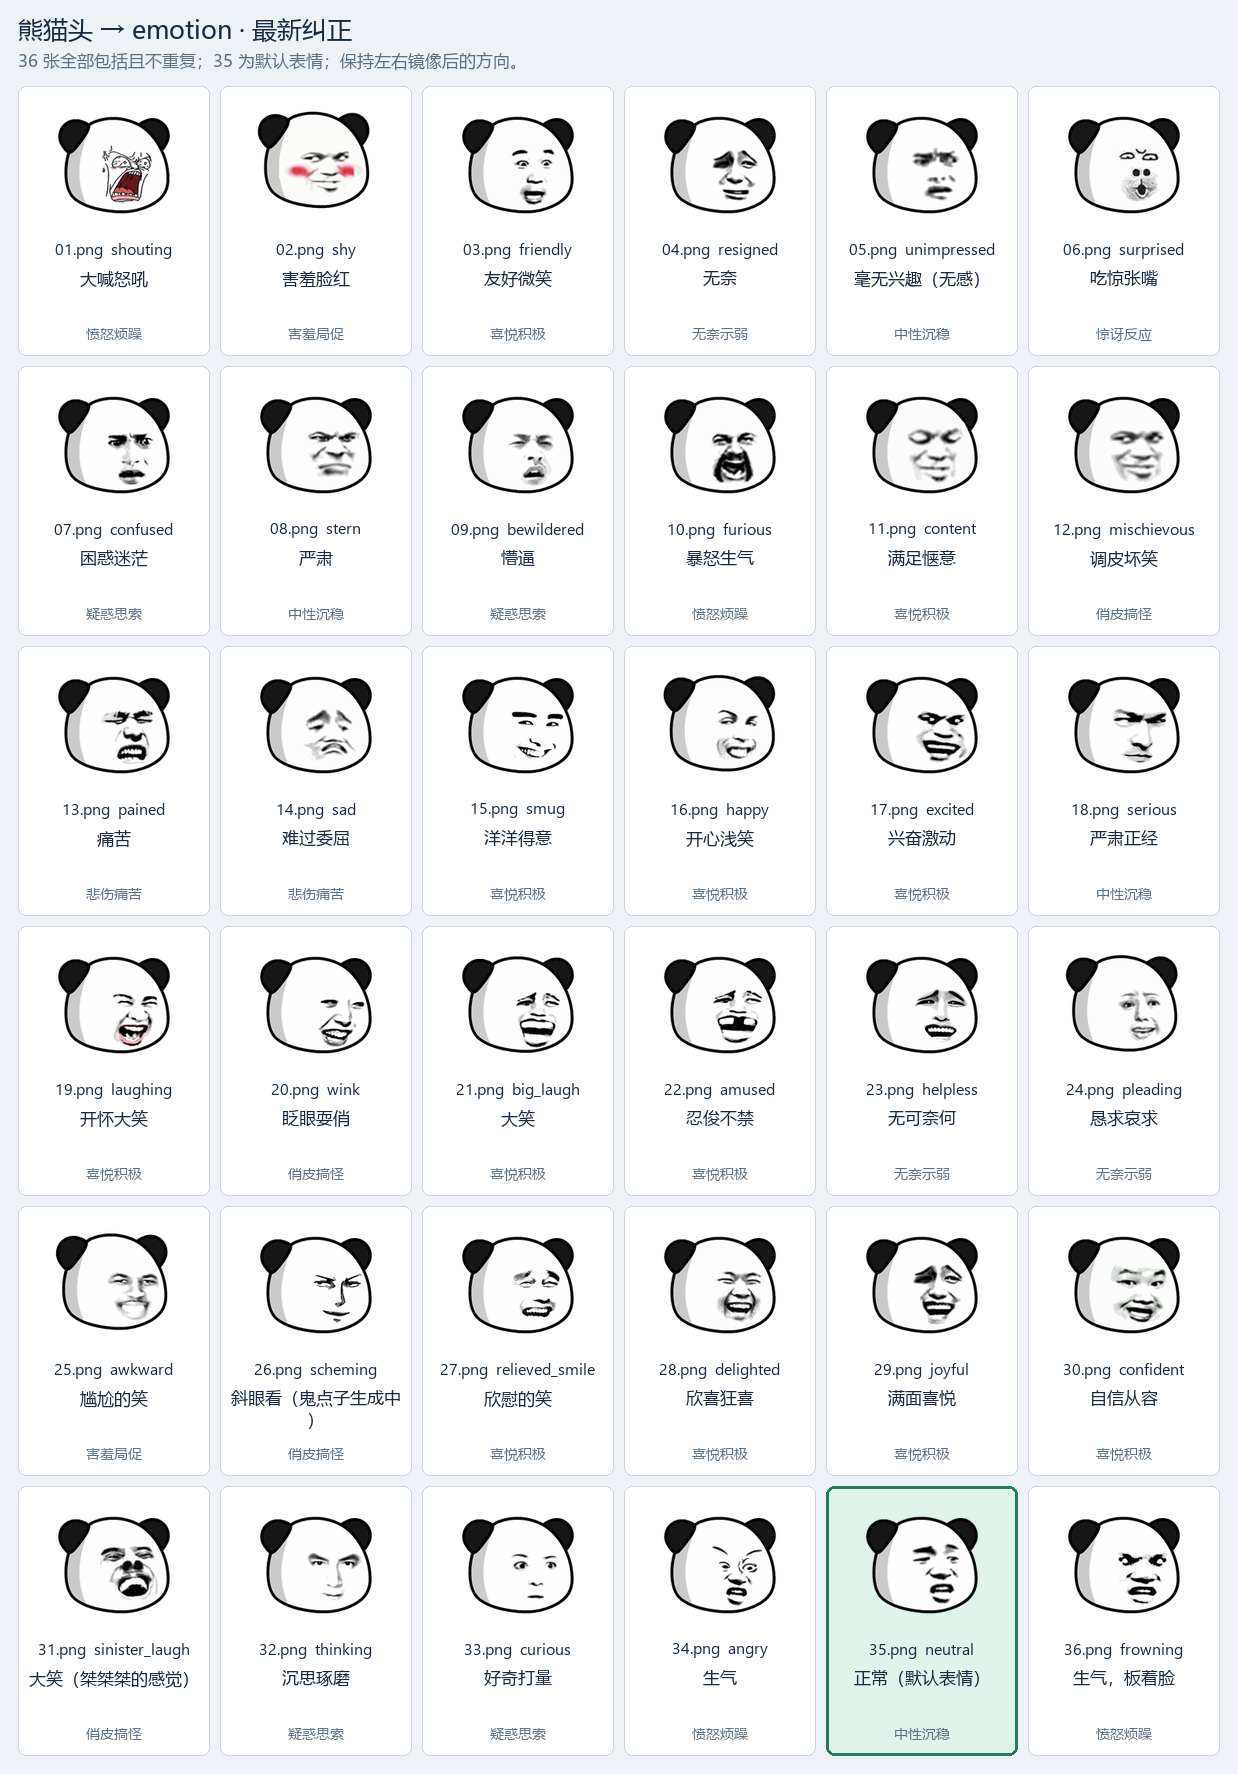 熊猫头 → emotion · 最新纠正
36 张全部包括且不重复；35 为默认表情；保持左右镜像后的方向。
01.png shouting
大喊怒吼
愤怒烦躁
02.png shy
害羞脸红
害羞局促
03.png friendly
友好微笑
喜悦积极
04.png resigned
无奈
无奈示弱
05.png unimpressed
毫无兴趣（无感）
中性沉稳
06.png surprised
吃惊张嘴
惊讶反应
07.png confused
困惑迷茫
疑惑思索
08.png stern
严肃
中性沉稳
09.png bewildered
懵逼
疑惑思索
10.png furious
暴怒生气
愤怒烦躁
11.png content
满足惬意
喜悦积极
12.png mischievous
调皮坏笑
俏皮搞怪
13.png pained
痛苦
悲伤痛苦
14.png sad
难过委屈
悲伤痛苦
15.png smug
洋洋得意
喜悦积极
16.png happy
开心浅笑
喜悦积极
17.png excited
兴奋激动
喜悦积极
18.png serious
严肃正经
中性沉稳
19.png laughing
开怀大笑
喜悦积极
20.png wink
眨眼耍俏
俏皮搞怪
21.png big_laugh
大笑
喜悦积极
22.png amused
忍俊不禁
喜悦积极
23.png helpless
无可奈何
无奈示弱
24.png pleading
恳求哀求
无奈示弱
25.png awkward
尴尬的笑
害羞局促
26.png scheming
斜眼看（鬼点子生成中
）
俏皮搞怪
27.png relieved_smile
欣慰的笑
喜悦积极
28.png delighted
欣喜狂喜
喜悦积极
29.png joyful
满面喜悦
喜悦积极
30.png confident
自信从容
喜悦积极
31.png sinister_laugh
大笑（桀桀桀的感觉）
俏皮搞怪
32.png thinking
沉思琢磨
疑惑思索
33.png curious
好奇打量
疑惑思索
34.png angry
生气
愤怒烦躁
35.png neutral
正常（默认表情）
中性沉稳
36.png frowning
生气，板着脸
愤怒烦躁